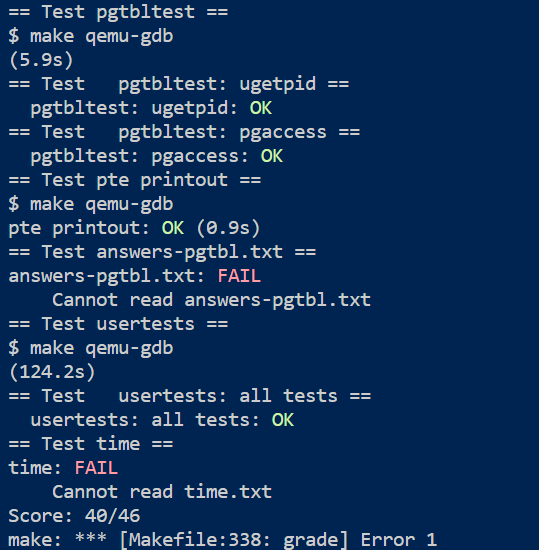 == Test pgtbltest ==
$ make qemu-gdb
(5.9s)
== Test   pgtbltest: ugetpid ==
  pgtbltest: ugetpid: OK
== Test   pgtbltest: pgaccess ==
  pgtbltest: pgaccess: OK
== Test pte printout ==
$ make qemu-gdb
pte printout: OK (0.9s)
== Test answers-pgtbl.txt ==
answers-pgtbl.txt: FAIL
    Cannot read answers-pgtbl.txt
== Test usertests ==
$ make qemu-gdb
(124.2s)
== Test   usertests: all tests ==
  usertests: all tests: OK
== Test time ==
time: FAIL
    Cannot read time.txt
Score: 40/46
make: *** [Makefile:338: grade] Error 1